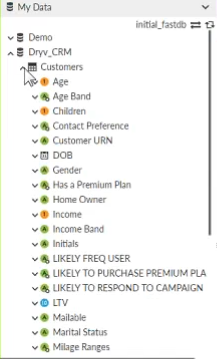 My Data
initial_fastdb
Demo
Dryv_CRM
Customers
Age
Age Band
Children
Contact Preference
Customer URN
DOB
Gender
Has a Premium Plan
Home Owner
Income
Income Band
Initials
LIKELY FREQ USER
LIKELY TO PURCHASE PREMIUM PLA
LIKELY TO RESPOND TO CAMPAIGN
LTV
Mailable
Marital Status
Milage Ranges